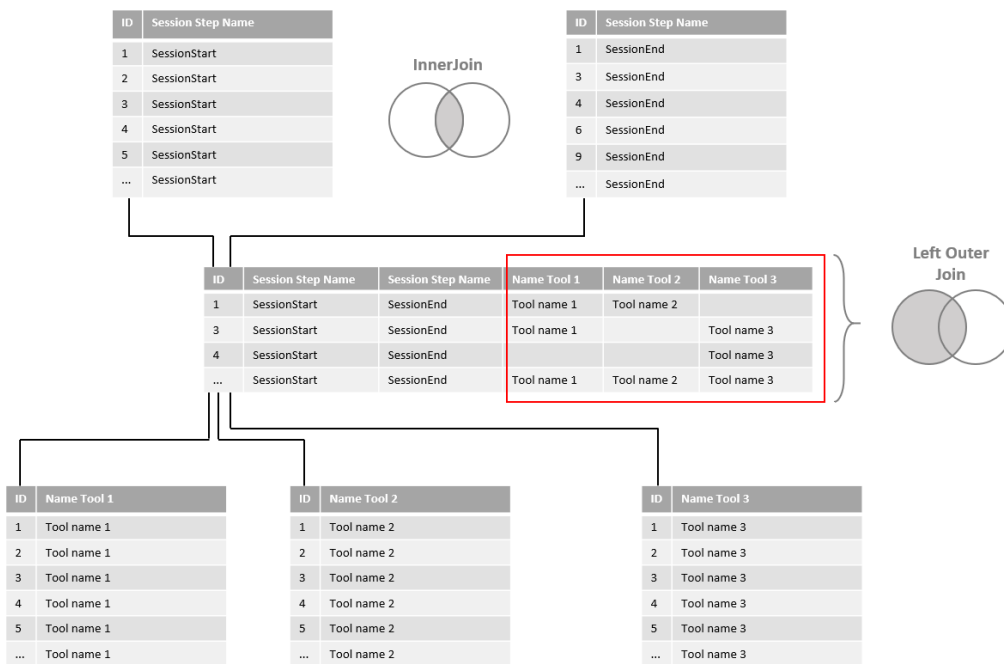 ID Session Step Name
1 SessionStart
2 SessionStart
3 SessionStart
4 SessionStart
5 SessionStart
... SessionStart
InnerJoin
ID Session Step Name
1 SessionEnd
3 SessionEnd
4 SessionEnd
6 SessionEnd
9 SessionEnd
... SessionEnd
ID Session Step Name Session Step Name Name Tool 1 Name Tool 2 Name Tool 3
1 SessionStart SessionEnd Tool name 1 Tool name 2
3 SessionStart SessionEnd Tool name 1 Tool name 3
4 SessionStart SessionEnd Tool name 3
... SessionStart SessionEnd Tool name 1 Tool name 2 Tool name 3
Left Outer
Join
ID Name Tool 1
1 Tool name 1
2 Tool name 1
3 Tool name 1
4 Tool name 1
5 Tool name 1
... Tool name 1
ID Name Tool 2
1 Tool name 2
2 Tool name 2
3 Tool name 2
4 Tool name 2
5 Tool name 2
... Tool name 2
ID Name Tool 3
1 Tool name 3
2 Tool name 3
3 Tool name 3
4 Tool name 3
5 Tool name 3
... Tool name 3